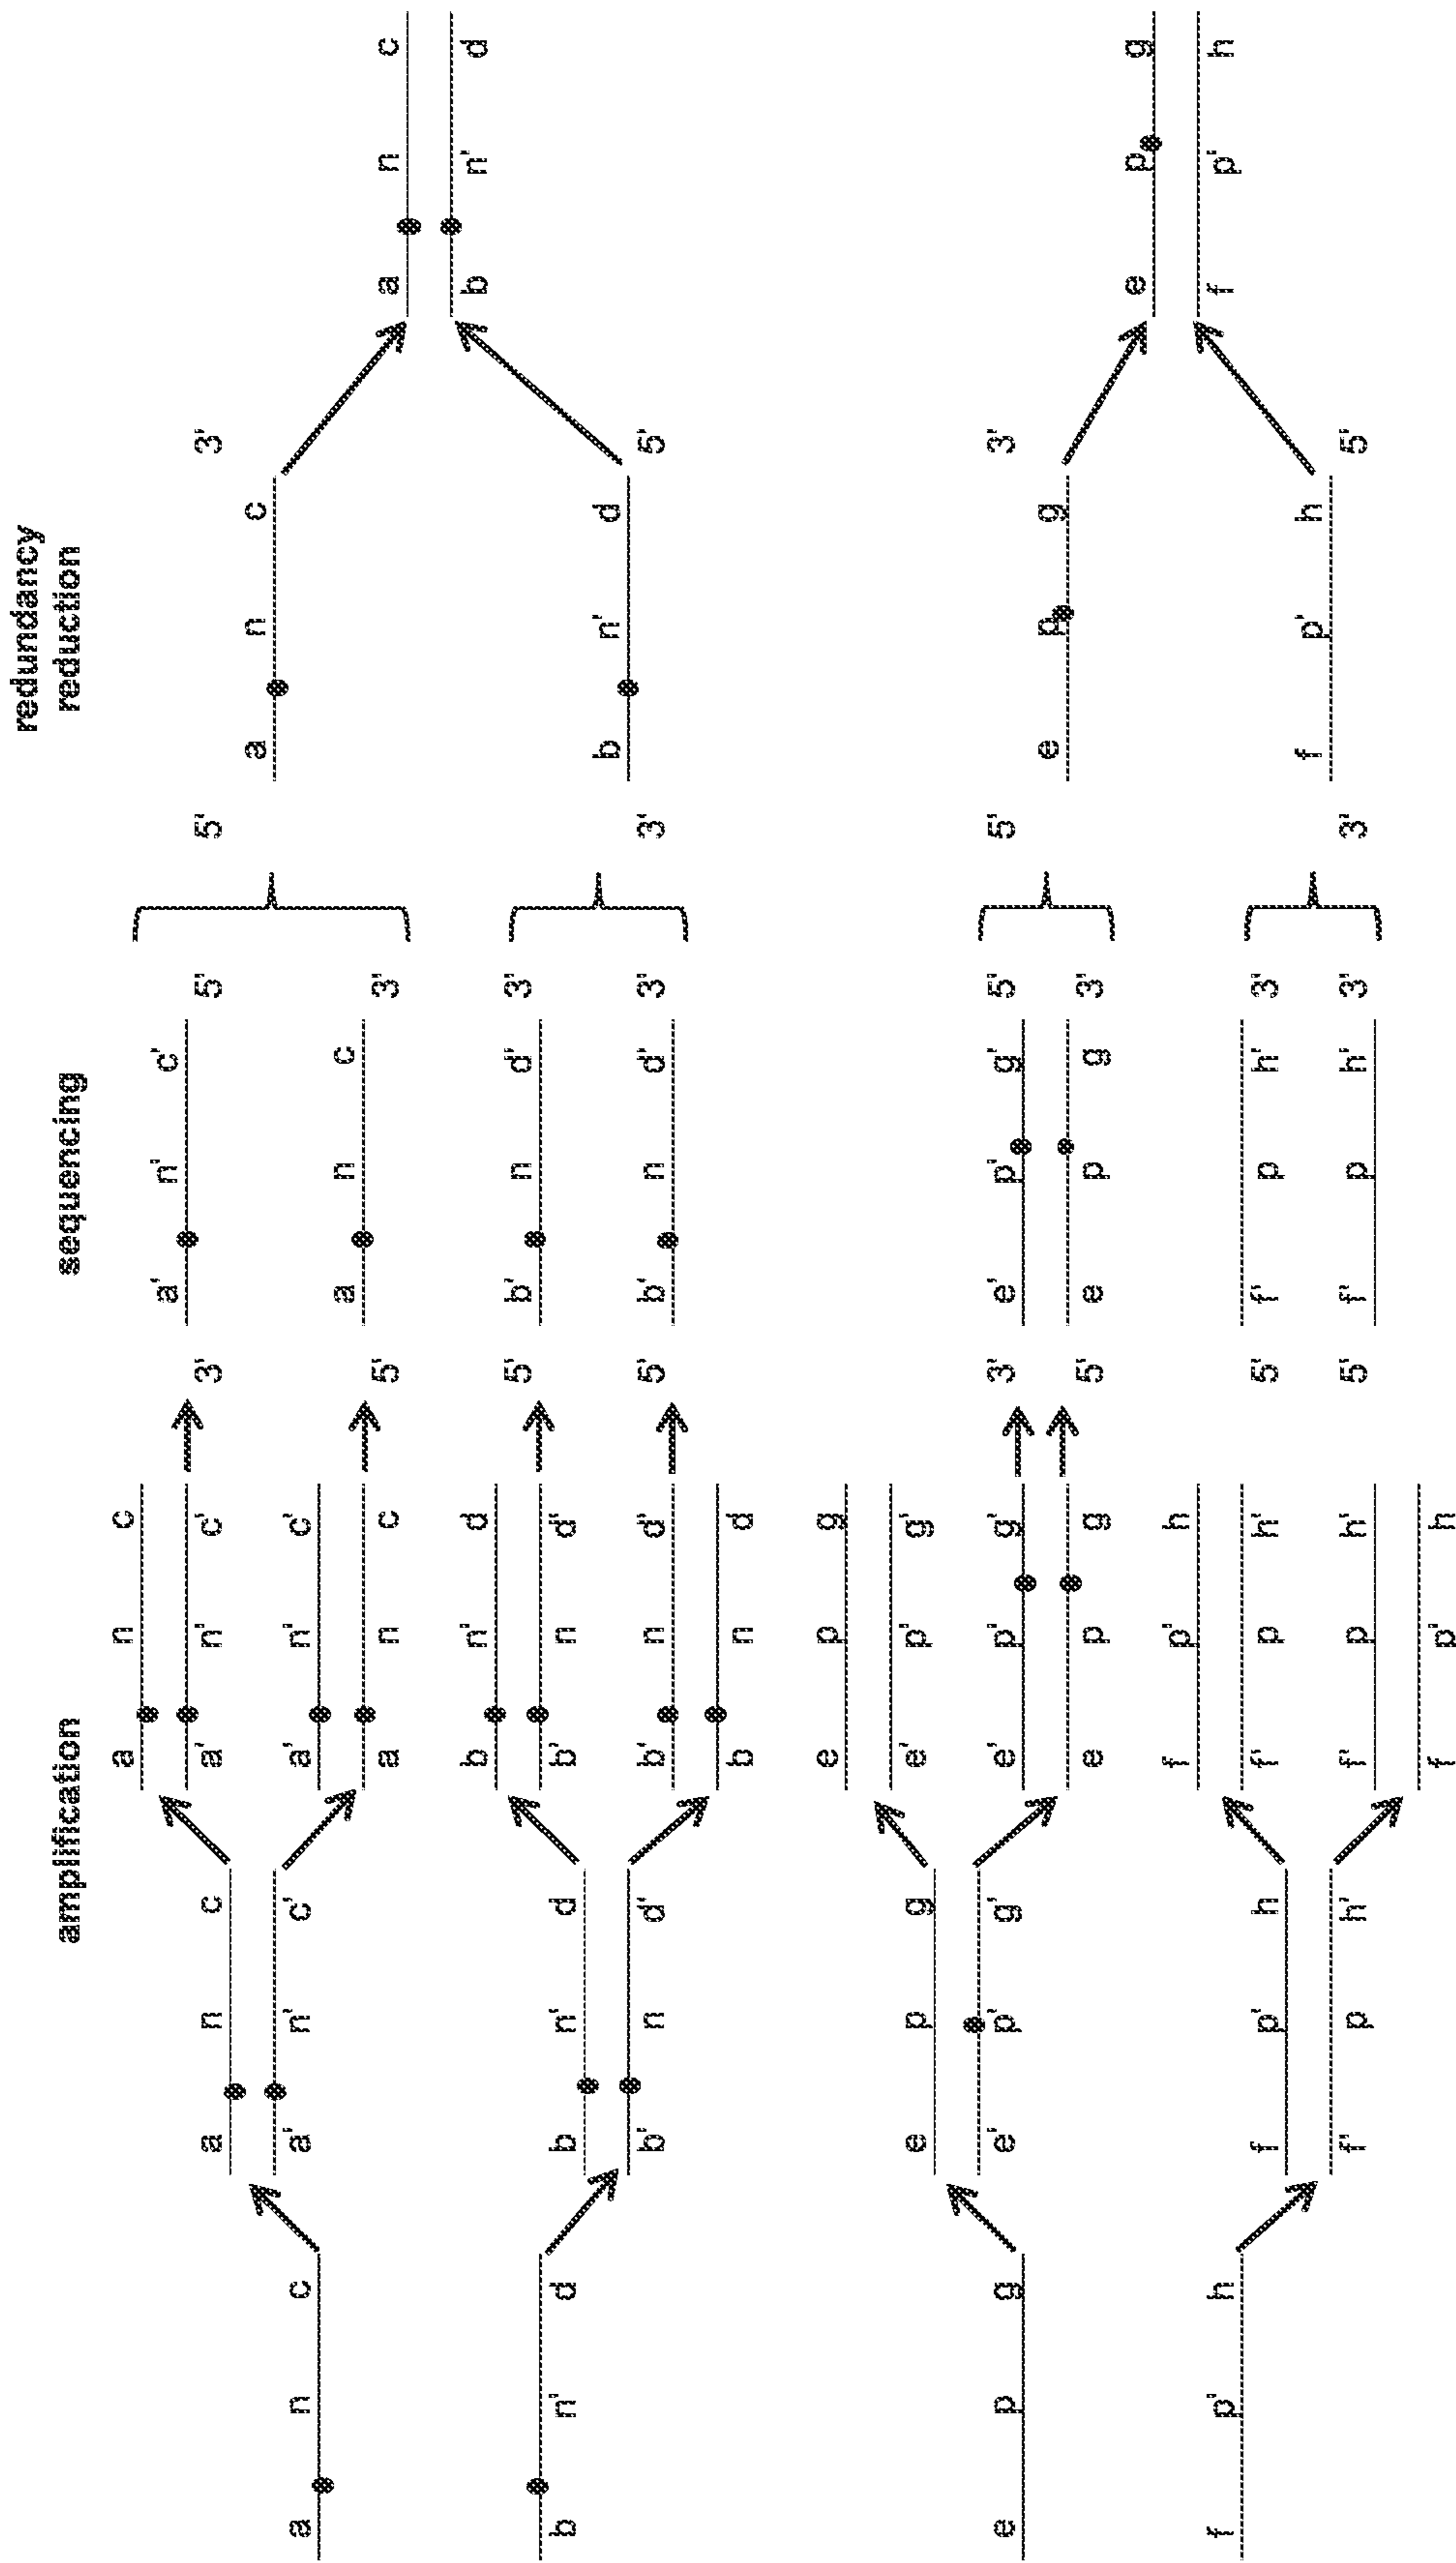 amplification
sequencing
redundancy
reduction
a n c
b n' d
e p g
f p' h
a n c
a' n' c'
b n' d
b' n d'
e p g
e' p' g'
f p' h
f' p h'
a n c
a' n' c'
a' n' c'
a n c
b n' d
b' n d'
b' n d'
b n d
e p g
e' p' g'
e' p' g'
e p g
f p' h
f' p h'
f' p h'
f p' h
a' n' c'
3' 5'
a n c
5' 3'
5' b' n d' 3'
5' b' n d' 3'
3' e' p' g' 5'
5' e p g 3'
5' f' p h' 3'
5' f' p h' 3'
5' 3'
a n c
b n' d
3' 5'
5' 3'
e p g
f p' h
3' 5'
a n c
b n' d
e p g
f p' h